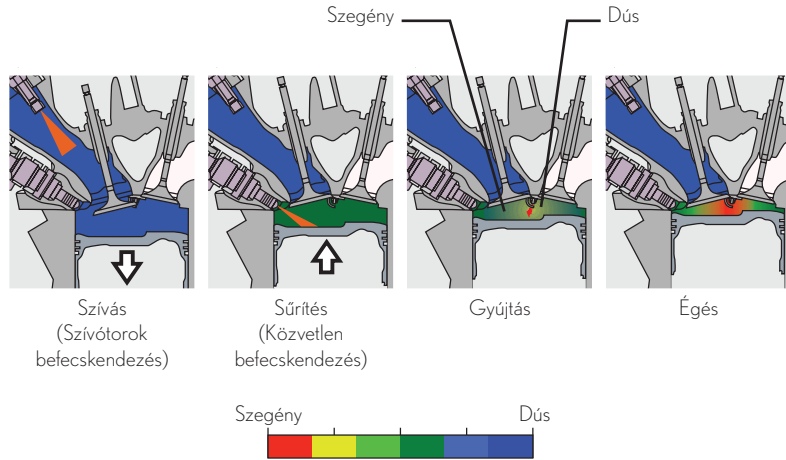 Szegény
Dús
Szívás
(Szívótorok
befecskendezés)
Sűrítés
(Közvetlen
befecskendezés)
Gyújtás
Égés
Szegény
Dús